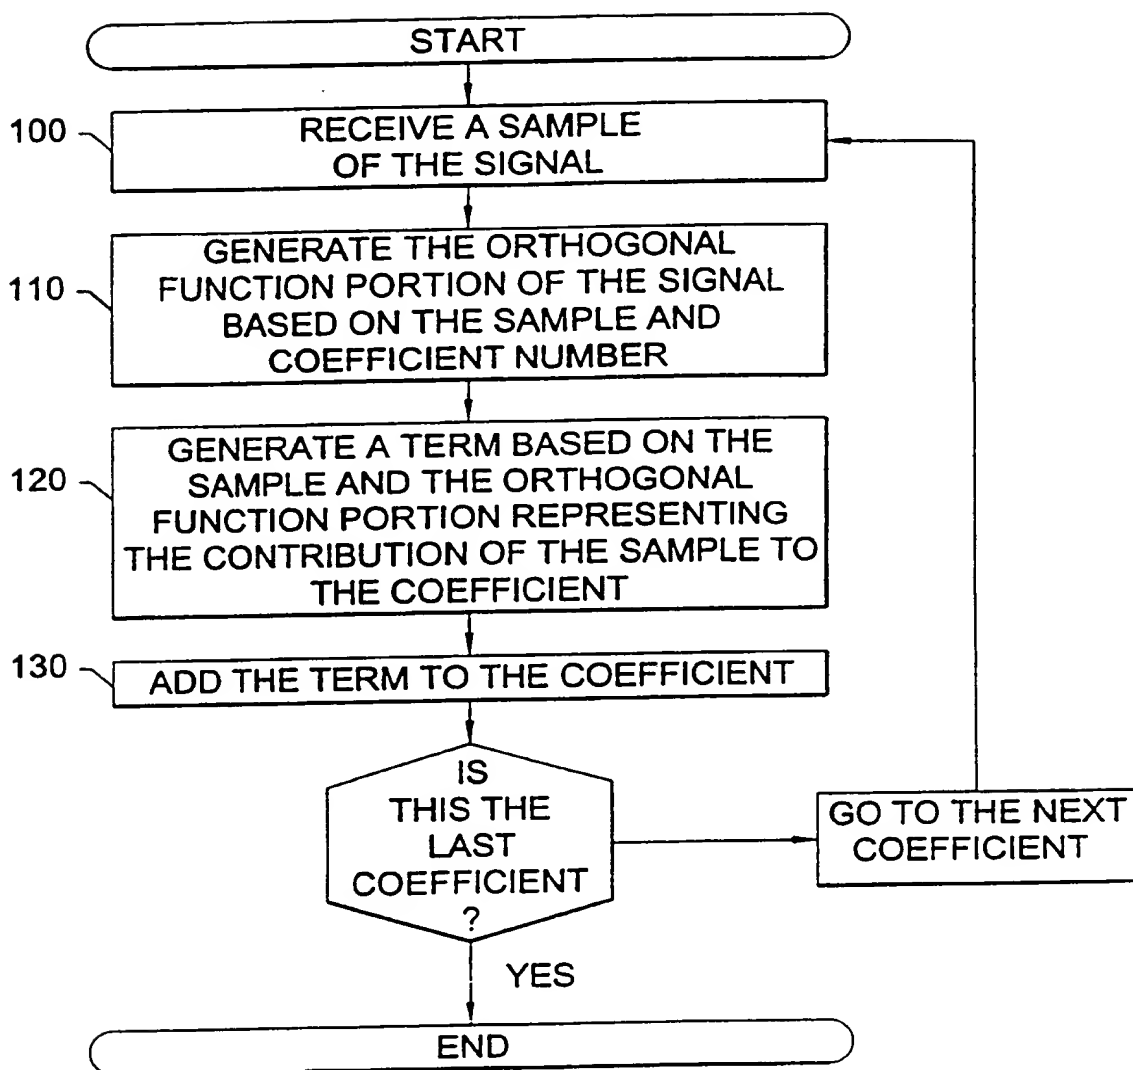 START
100
RECEIVE A SAMPLE
OF THE SIGNAL
110
GENERATE THE ORTHOGONAL
FUNCTION PORTION OF THE SIGNAL
BASED ON THE SAMPLE AND
COEFFICIENT NUMBER
120
GENERATE A TERM BASED ON THE
SAMPLE AND THE ORTHOGONAL
FUNCTION PORTION REPRESENTING
THE CONTRIBUTION OF THE SAMPLE TO
THE COEFFICIENT
130
ADD THE TERM TO THE COEFFICIENT
IS
THIS THE
LAST
COEFFICIENT
?
GO TO THE NEXT
COEFFICIENT
YES
END